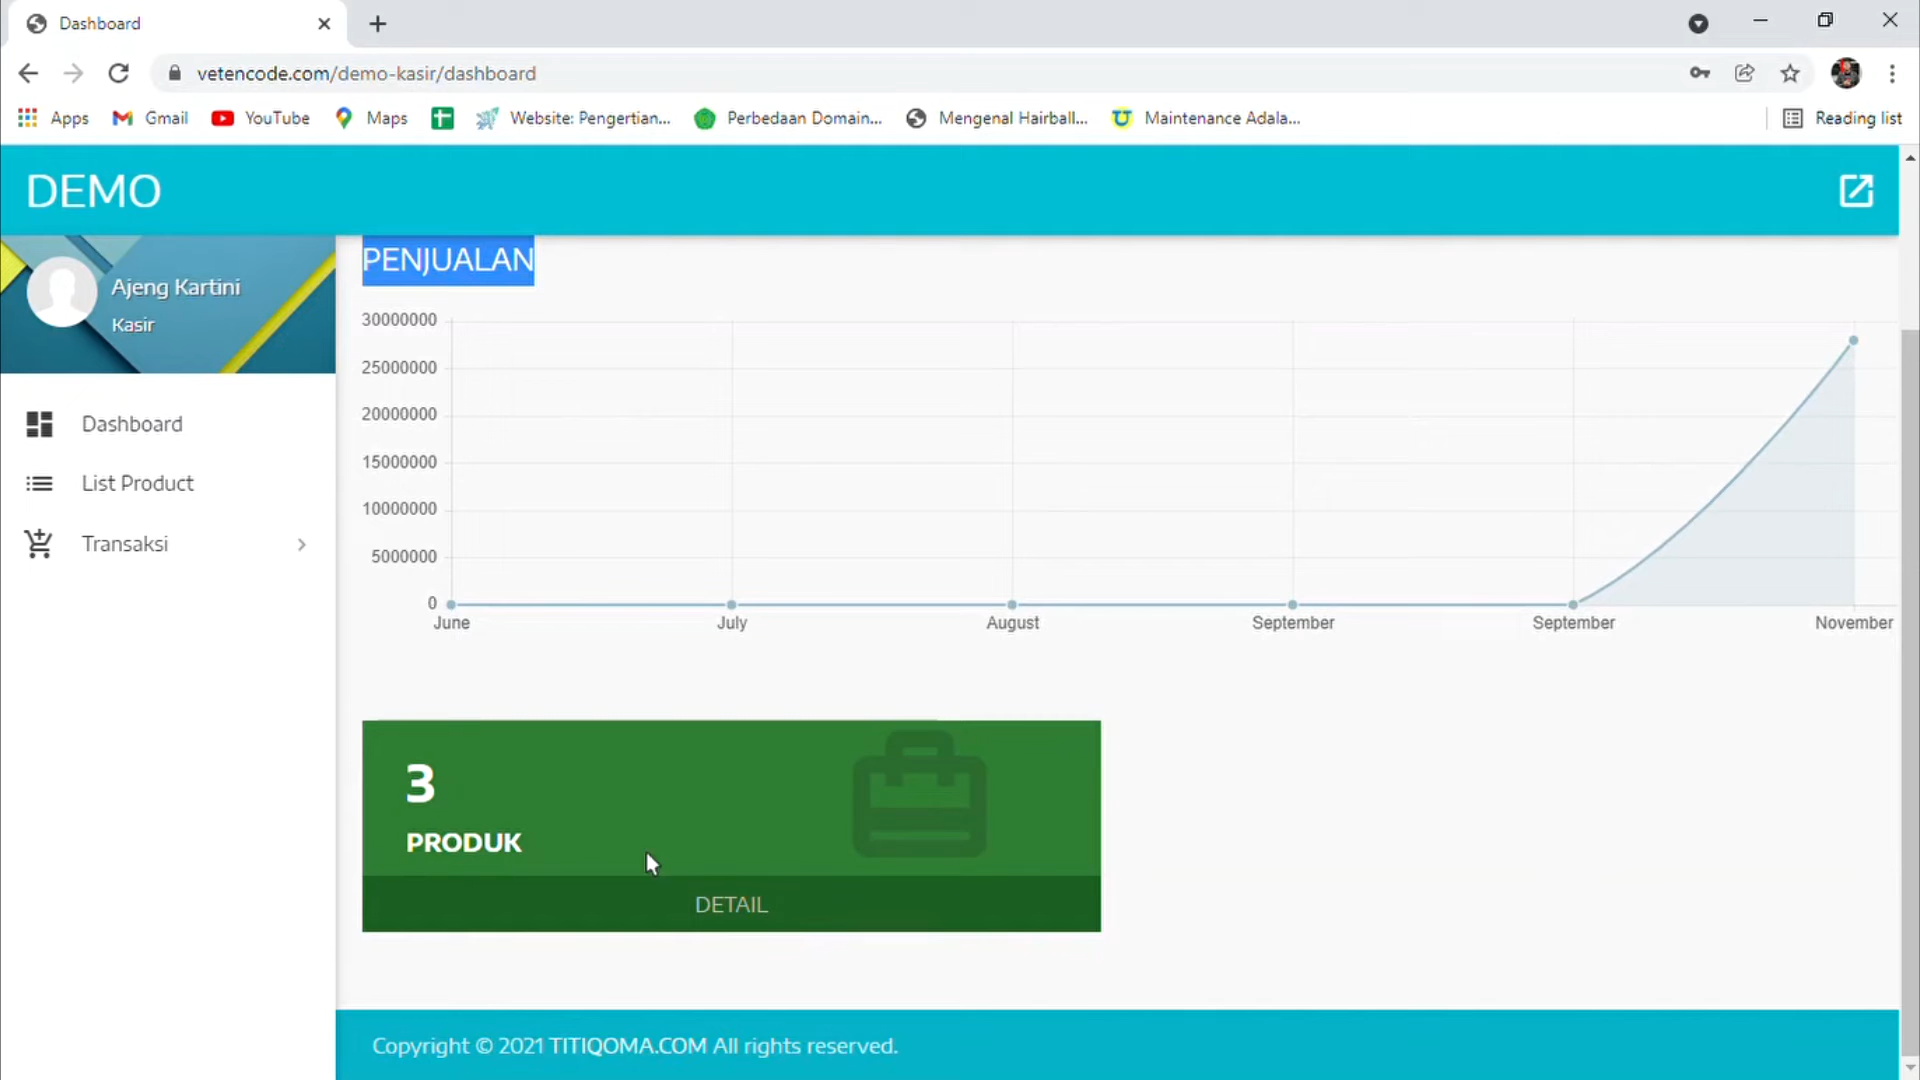 Dashboard
vetencode.com/demo-kasir/dashboard
Apps Gmail YouTube Maps Website: Pengertian... Perbedaan Domain... Mengenal Hairball... Maintenance Adala... Reading list
DEMO
Ajeng Kartini
Kasir
Dashboard
List Product
Transaksi
PENJUALAN
30000000
25000000
20000000
15000000
10000000
5000000
0
June July August September September November
3
PRODUK
DETAIL
Copyright © 2021 TITIQOMA.COM All rights reserved.